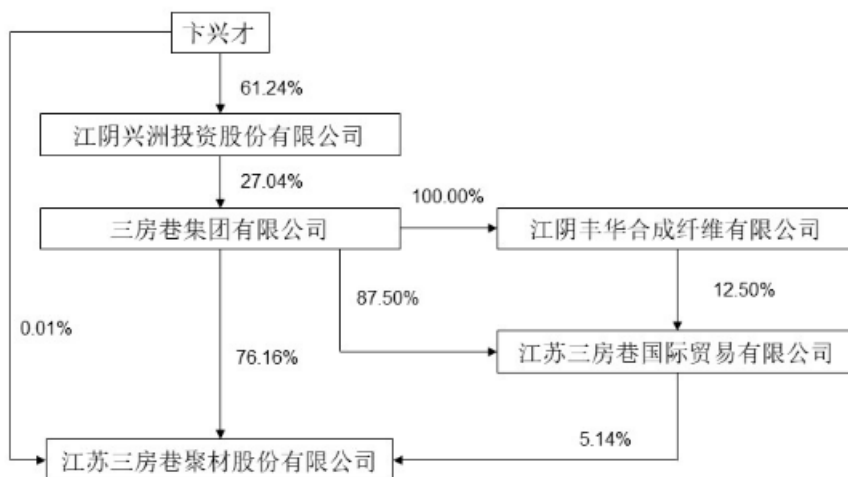 卞兴才
61.24%
江阴兴洲投资股份有限公司
27.04%
100.00%
三房巷集团有限公司
江阴丰华合成纤维有限公司
87.50%
12.50%
0.01%
76.16%
江苏三房巷国际贸易有限公司
5.14%
江苏三房巷聚材股份有限公司